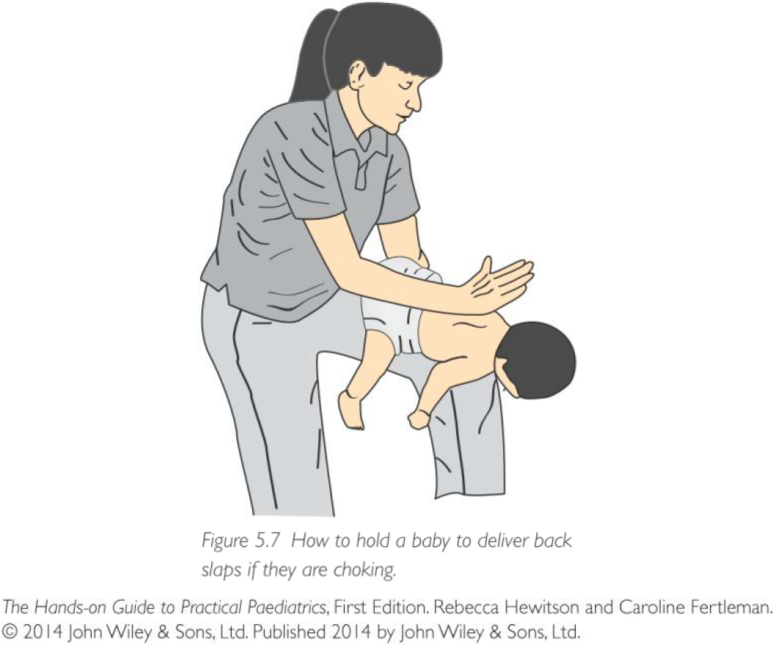 Figure 5.7 How to hold a baby to deliver back
slaps if they are choking.
The Hands-on Guide to Practical Paediatrics, First Edition. Rebecca Hewitson and Caroline Fertleman.
© 2014 John Wiley & Sons, Ltd. Published 2014 by John Wiley & Sons, Ltd.